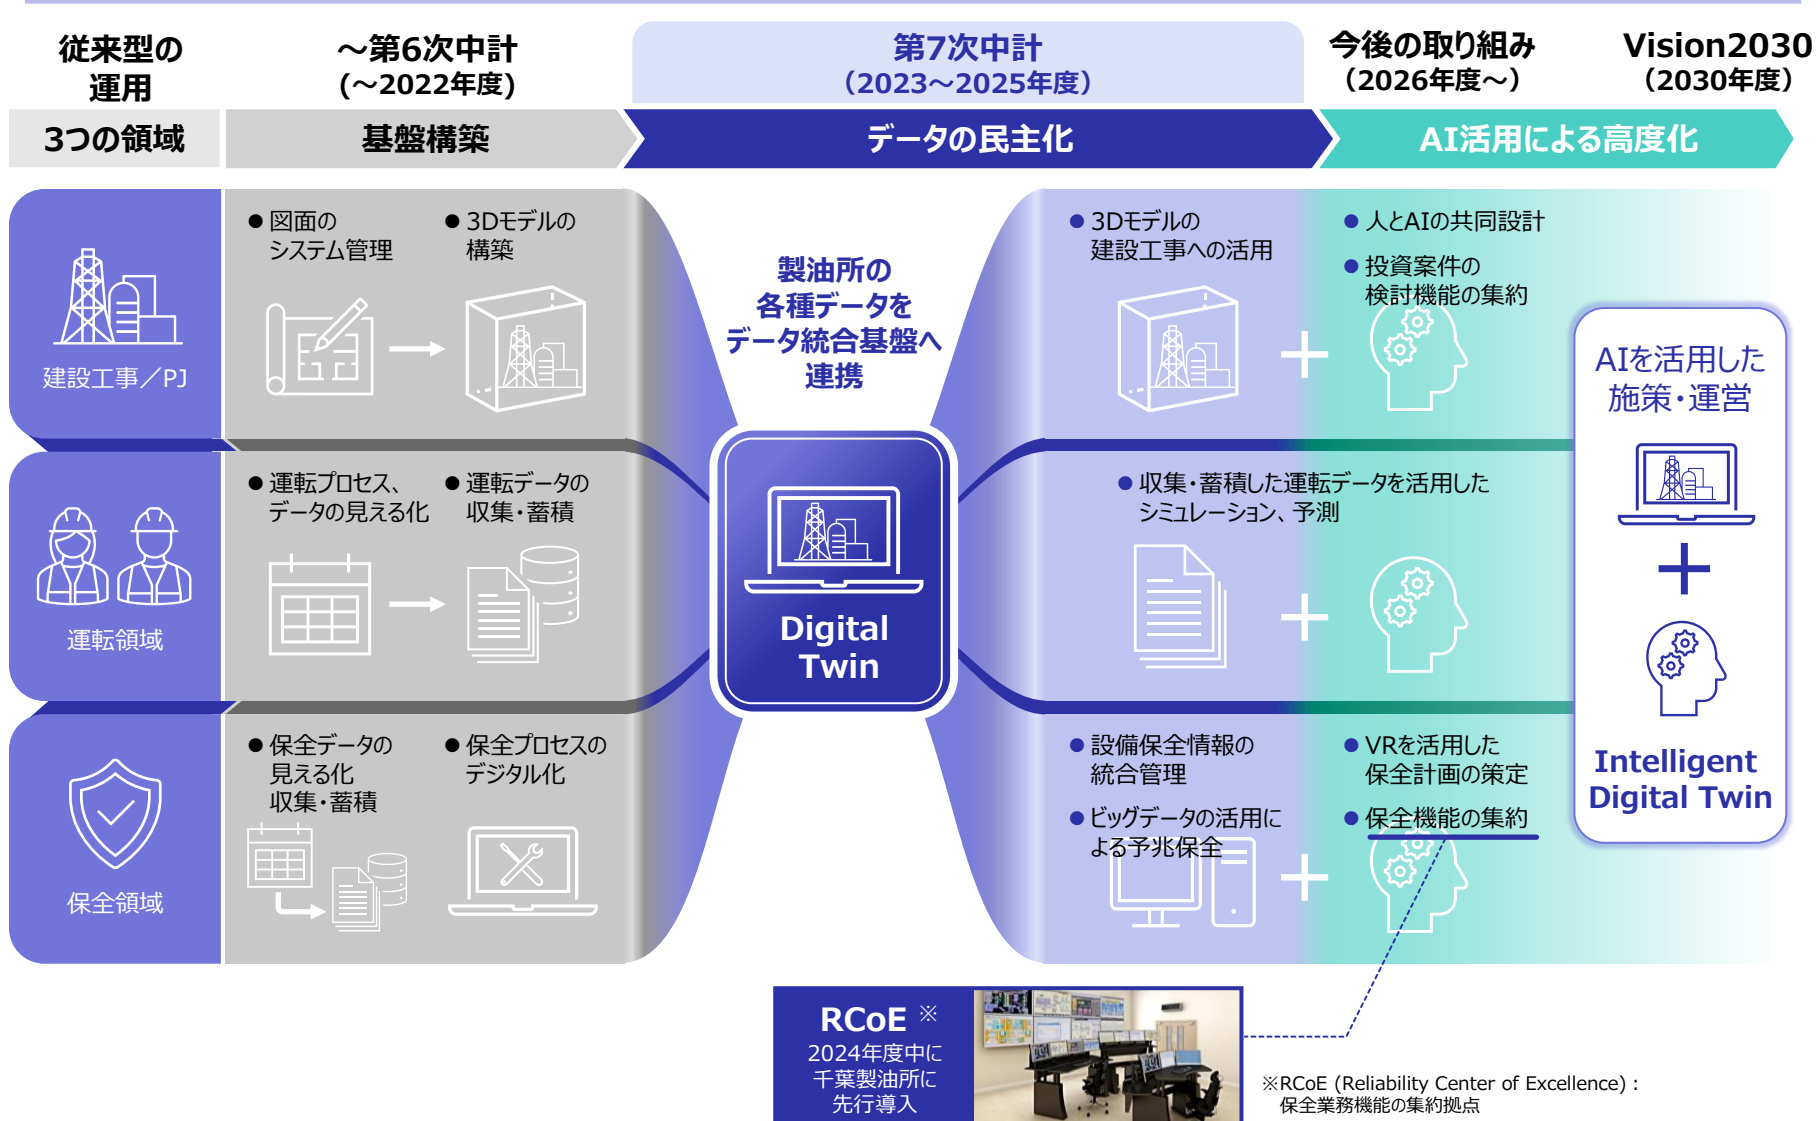 従来型の
運用
～第6次中計
(～2022年度)
第7次中計
（2023～2025年度）
今後の取り組み
（2026年度～）
Vision2030
（2030年度）
3つの領域
基盤構築
データの民主化
AI活用による高度化
建設工事／PJ
● 図面の
システム管理
● 3Dモデルの
構築
製油所の
各種データを
データ統合基盤へ
連携
● 3Dモデルの
建設工事への活用
● 人とAIの共同設計
● 投資案件の
検討機能の集約
運転領域
● 運転プロセス、
データの見える化
● 運転データの
収集・蓄積
Digital
Twin
● 収集・蓄積した運転データを活用した
シミュレーション、予測
保全領域
● 保全データの
見える化
収集・蓄積
● 保全プロセスの
デジタル化
● 設備保全情報の
統合管理
● ビッグデータの活用に
よる予兆保全
● VRを活用した
保全計画の策定
● 保全機能の集約
AIを活用した
施策・運営
Intelligent
Digital Twin
RCoE ※
2024年度中に
千葉製油所に
先行導入
※RCoE (Reliability Center of Excellence)：
保全業務機能の集約拠点